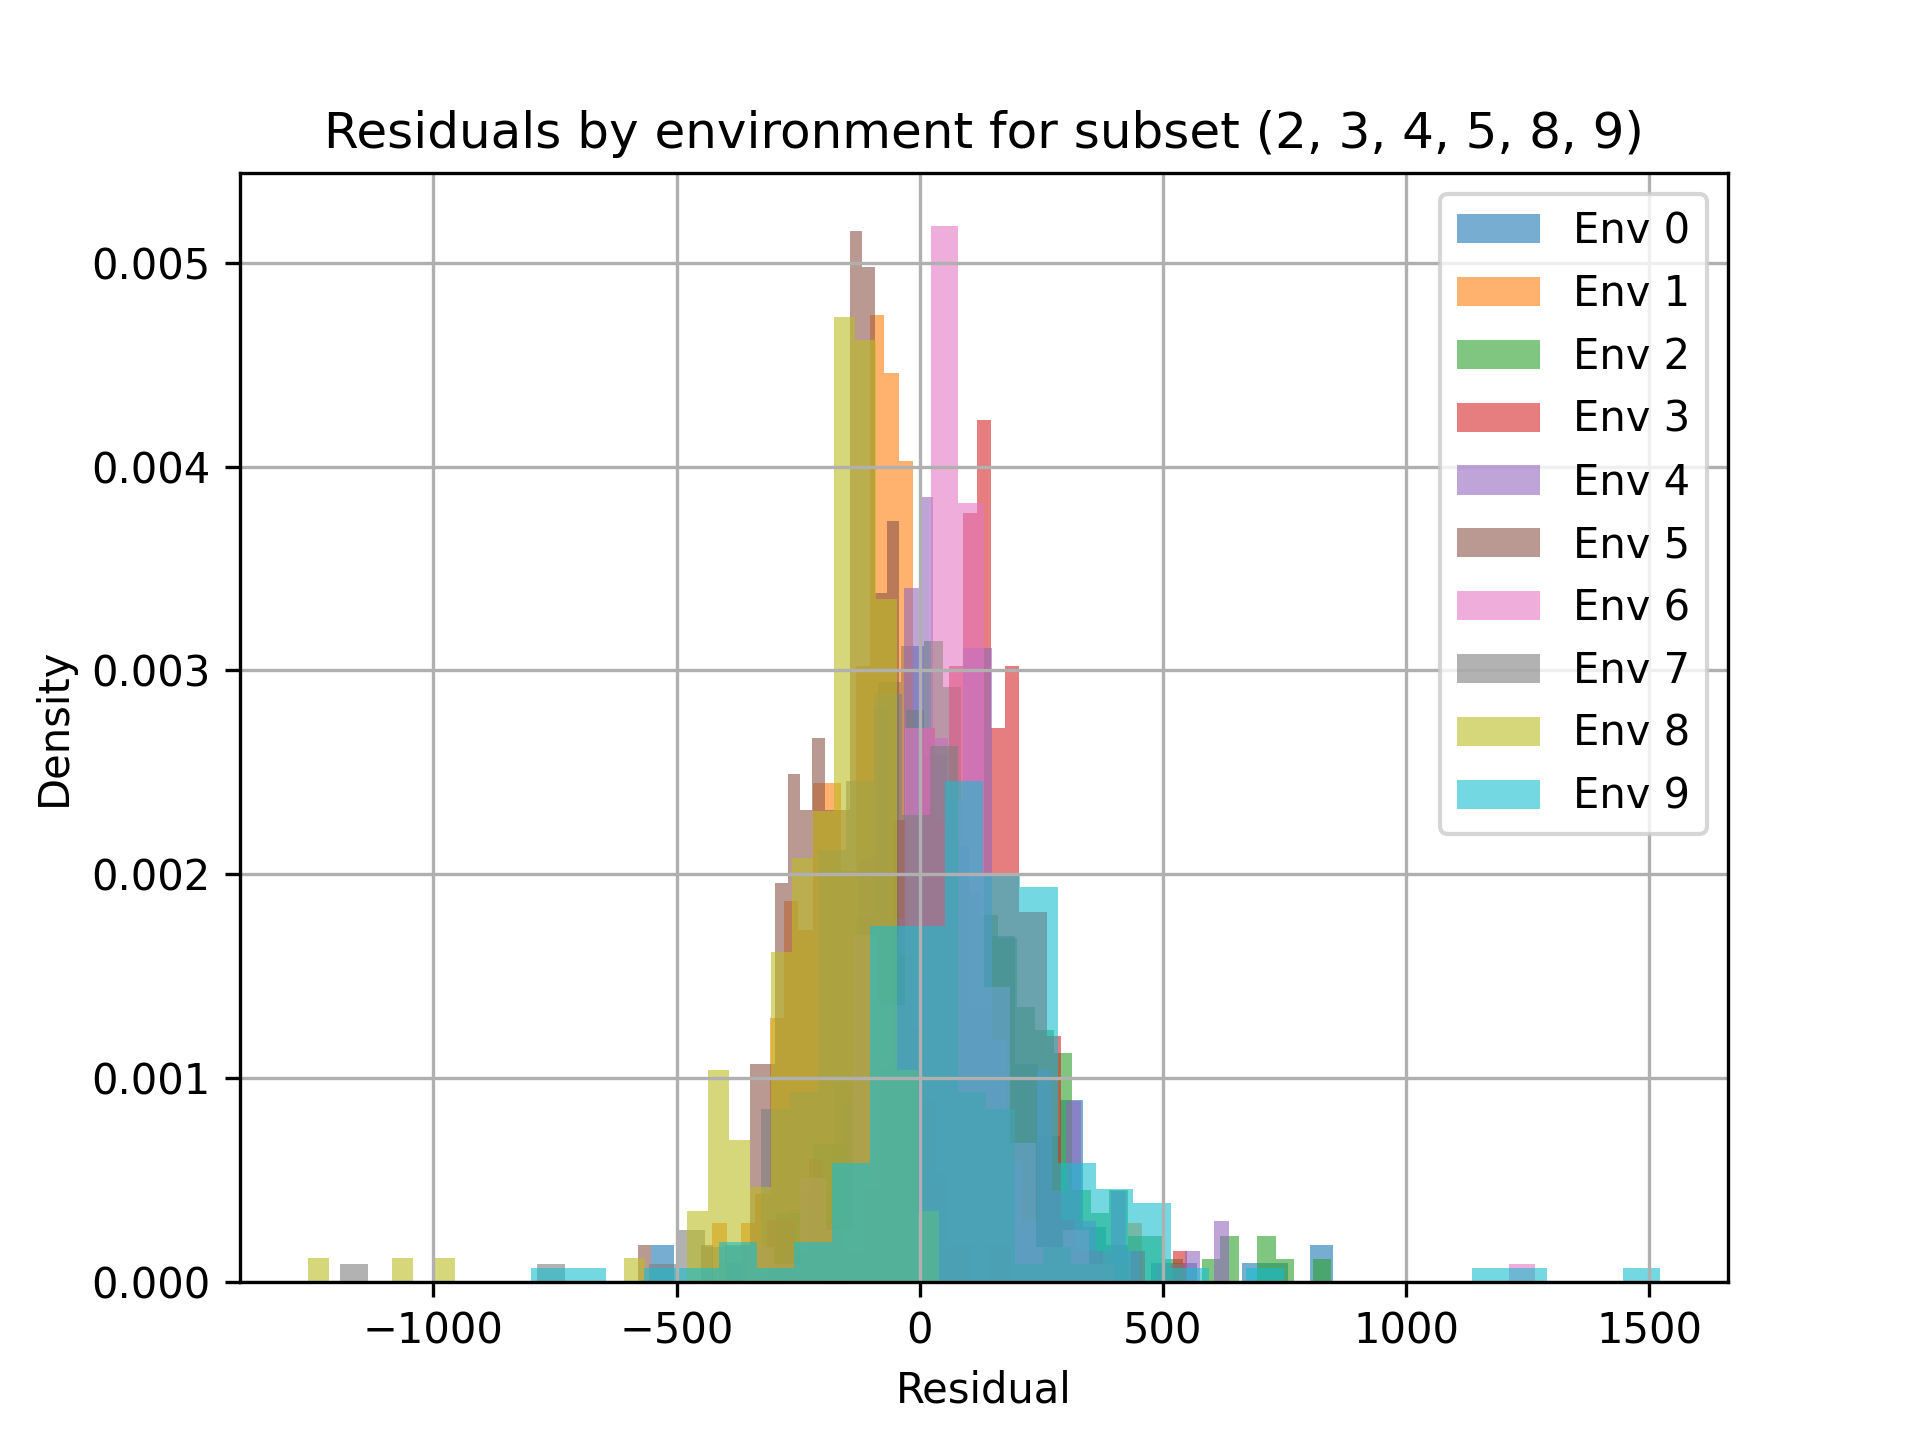 Residuals by environment for subset (2, 3, 4, 5, 8, 9)
Env 0
Env 1
Env 2
Env 3
Env 4
Env 5
Env 6
Env 7
Env 8
Env 9
Density
0.005
0.004
0.003
0.002
0.001
0.000
−1000
−500
0
500
1000
1500
Residual